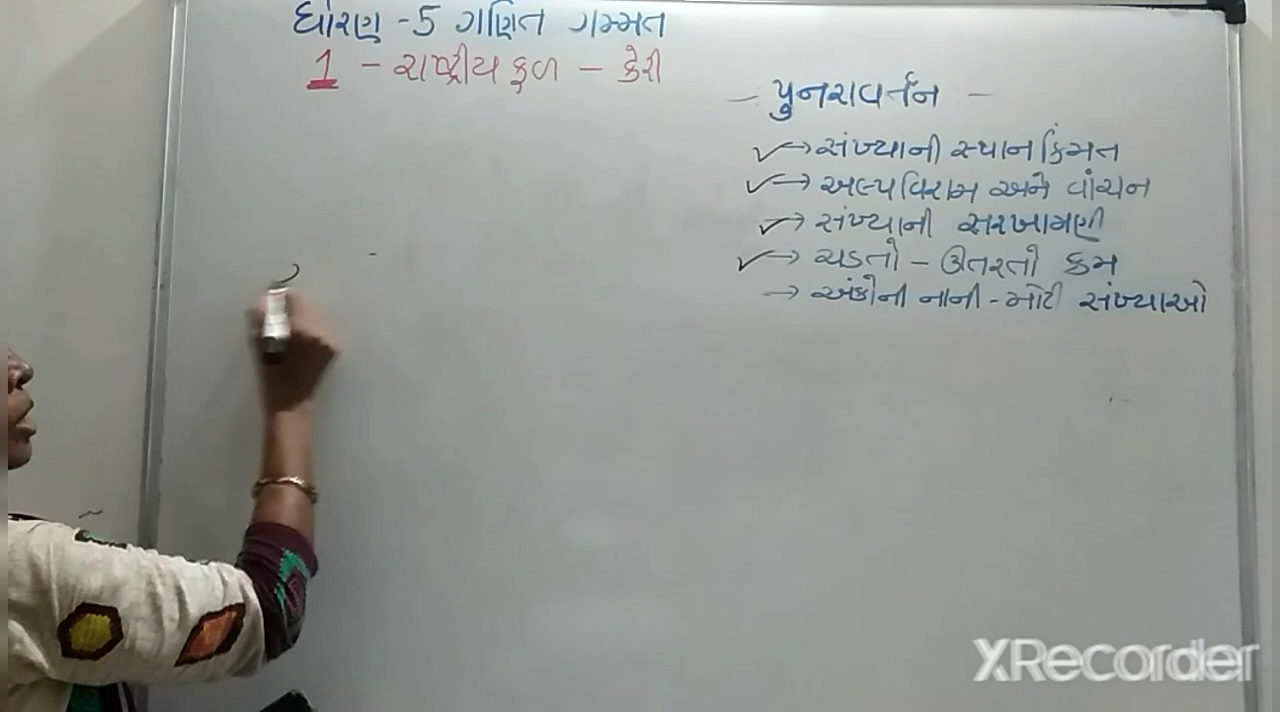 ધોરણ - 5 ગણિત ગમ્મત
1 - રાષ્ટ્રીય ફળ - કેરી
- પુનરાવર્તન -
✓→ સંખ્યાની સ્થાન કિંમત
✓→ અલ્પવિરામ અને વાંચન
✓→ સંખ્યાની સરખામણી
✓→ ચડતો - ઊતરતો ક્રમ
→ અંકોની નાની - મોટી સંખ્યાઓ
XRecorder